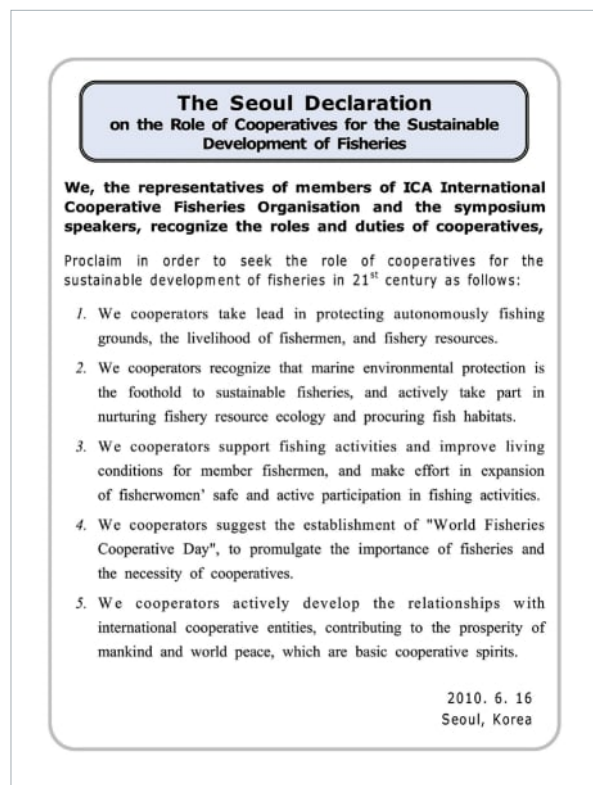 The Seoul Declaration
on the Role of Cooperatives for the Sustainable
Development of Fisheries
We, the representatives of members of ICA International
Cooperative Fisheries Organisation and the symposium
speakers, recognize the roles and duties of cooperatives,
Proclaim in order to seek the role of cooperatives for the
sustainable development of fisheries in 21st century as follows:
1. We cooperators take lead in protecting autonomously fishing
grounds, the livelihood of fishermen, and fishery resources.
2. We cooperators recognize that marine environmental protection is
the foothold to sustainable fisheries, and actively take part in
nurturing fishery resource ecology and procuring fish habitats.
3. We cooperators support fishing activities and improve living
conditions for member fishermen, and make effort in expansion
of fisherwomen' safe and active participation in fishing activities.
4. We cooperators suggest the establishment of "World Fisheries
Cooperative Day", to promulgate the importance of fisheries and
the necessity of cooperatives.
5. We cooperators actively develop the relationships with
international cooperative entities, contributing to the prosperity of
mankind and world peace, which are basic cooperative spirits.
2010. 6. 16
Seoul, Korea